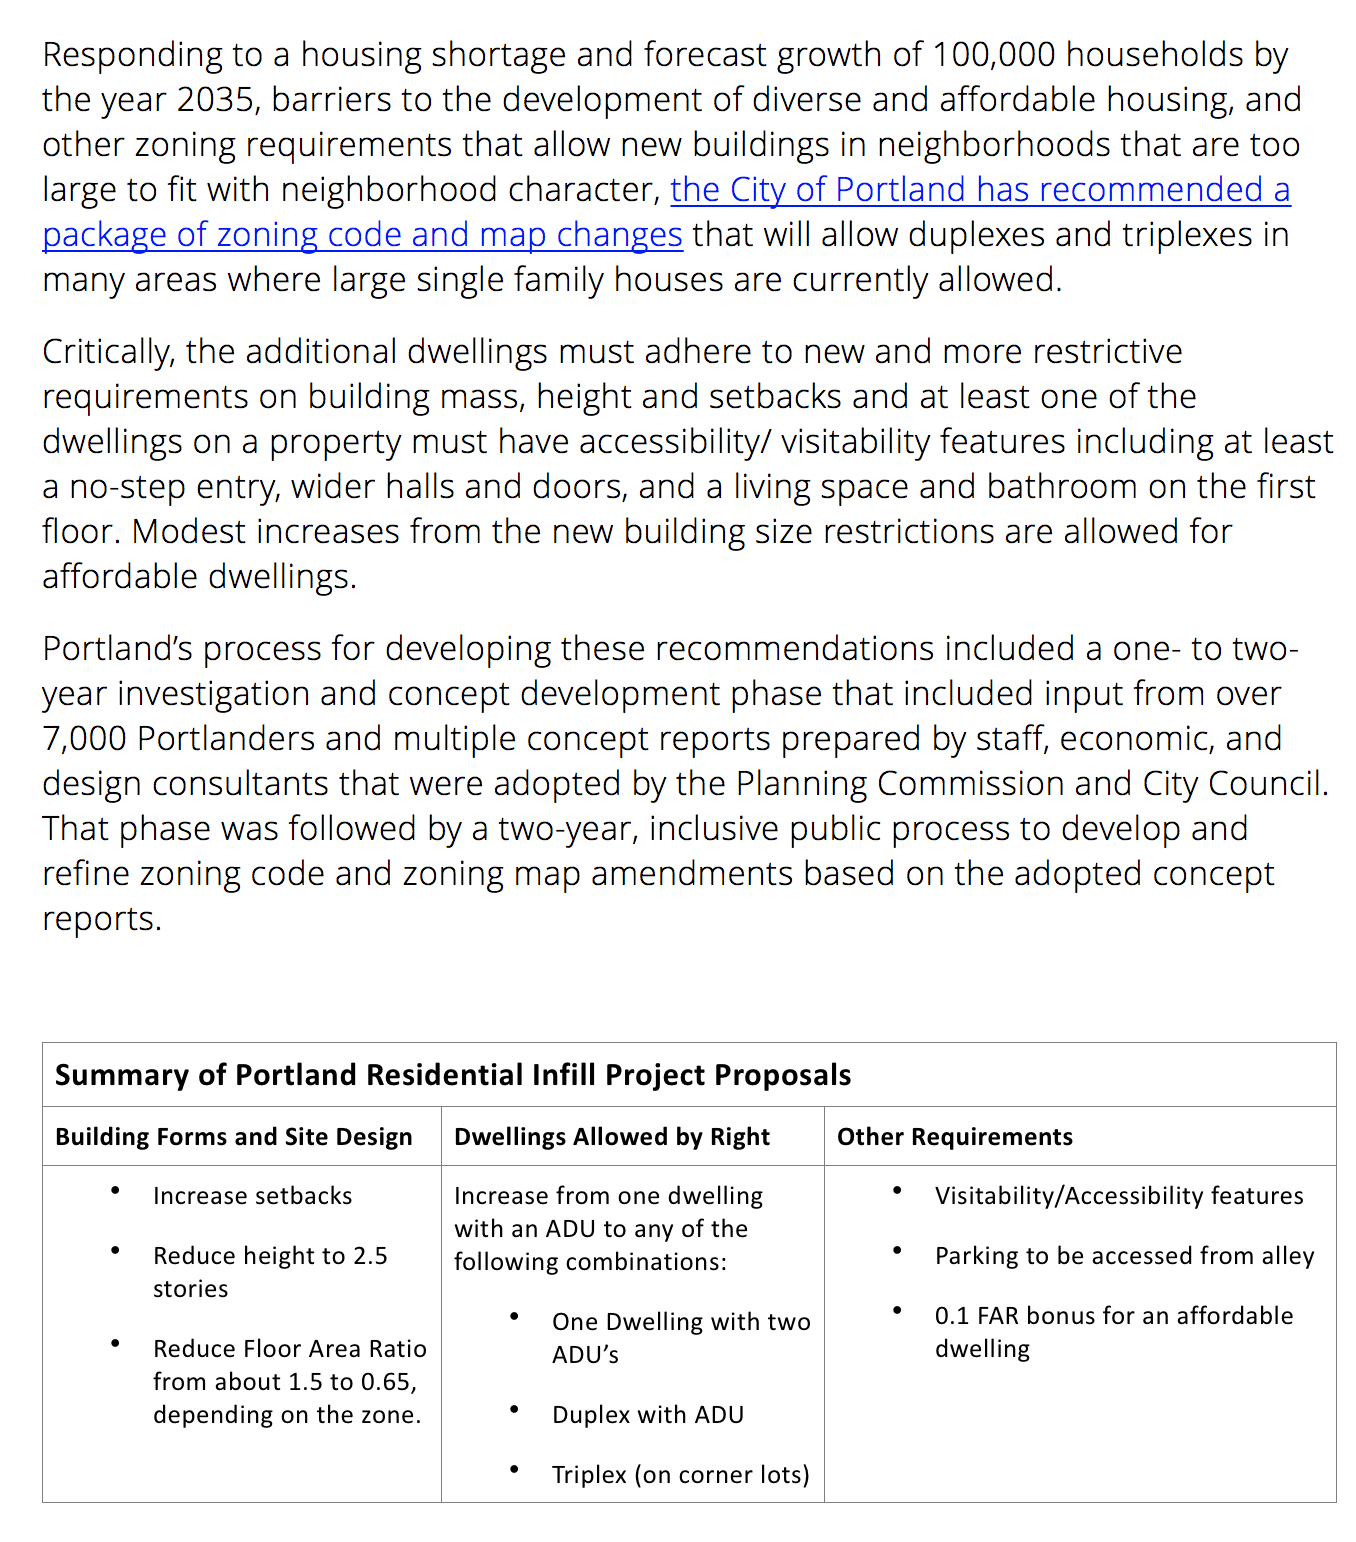 Responding to a housing shortage and forecast growth of 100,000 households by
the year 2035, barriers to the development of diverse and affordable housing, and
other zoning requirements that allow new buildings in neighborhoods that are too
large to fit with neighborhood character, the City of Portland has recommended a
package of zoning code and map changes that will allow duplexes and triplexes in
many areas where large single family houses are currently allowed.
Critically, the additional dwellings must adhere to new and more restrictive
requirements on building mass, height and setbacks and at least one of the
dwellings on a property must have accessibility/ visitability features including at least
a no-step entry, wider halls and doors, and a living space and bathroom on the first
floor. Modest increases from the new building size restrictions are allowed for
affordable dwellings.
Portland’s process for developing these recommendations included a one- to two-
year investigation and concept development phase that included input from over
7,000 Portlanders and multiple concept reports prepared by staff, economic, and
design consultants that were adopted by the Planning Commission and City Council.
That phase was followed by a two-year, inclusive public process to develop and
refine zoning code and zoning map amendments based on the adopted concept
reports.
Summary of Portland Residential Infill Project Proposals
Building Forms and Site Design
• Increase setbacks
• Reduce height to 2.5
stories
• Reduce Floor Area Ratio
from about 1.5 to 0.65,
depending on the zone.
Dwellings Allowed by Right
Increase from one dwelling
with an ADU to any of the
following combinations:
• One Dwelling with two
ADU’s
• Duplex with ADU
• Triplex (on corner lots)
Other Requirements
• Visitability/Accessibility features
• Parking to be accessed from alley
• 0.1 FAR bonus for an affordable
dwelling